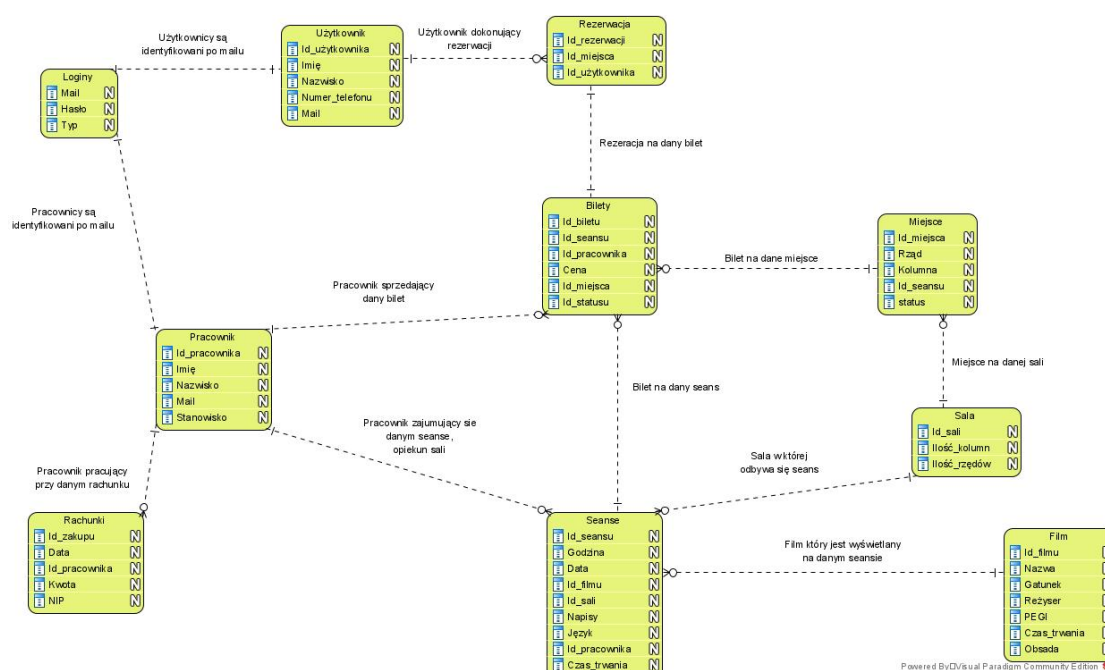 Użytkownicy są
identyfikowani po mailu
Użytkownik
Id_użytkownika
Imię
Nazwisko
Numer_telefonu
Mail
Użytkownik dokonujący
rezerwacji
Rezerwacja
Id_rezerwacji
Id_miejsca
Id_użytkownika
Loginy
Mail
Hasło
Typ
Rezeracja na dany bilet
Pracownicy są
identyfikowani po mailu
Bilety
Id_biletu
Id_seansu
Id_pracownika
Cena
Id_miejsca
Id_statusu
Bilet na dane miejsce
Miejsce
Id_miejsca
Rząd
Kolumna
Id_seansu
status
Pracownik sprzedający
dany bilet
Pracownik
Id_pracownika
Imię
Nazwisko
Mail
Stanowisko
Bilet na dany seans
Miejsce na danej sali
Sala
Id_sali
Ilość_kolumn
Ilość_rzędów
Pracownik zajumujący sie
danym seanse,
opiekun sali
Sala w której
odbywa się seans
Pracownik pracujący
przy danym rachunku
Rachunki
Id_zakupu
Data
Id_pracownika
Kwota
NIP
Seanse
Id_seansu
Godzina
Data
Id_filmu
Id_sali
Napisy
Język
Id_pracownika
Czas_trwania
Film który jest wyświetlany
na danym seansie
Film
Id_filmu
Nazwa
Gatunek
Reżyser
PEGI
Czas_trwania
Obsada
Powered By Visual Paradigm Community Edition